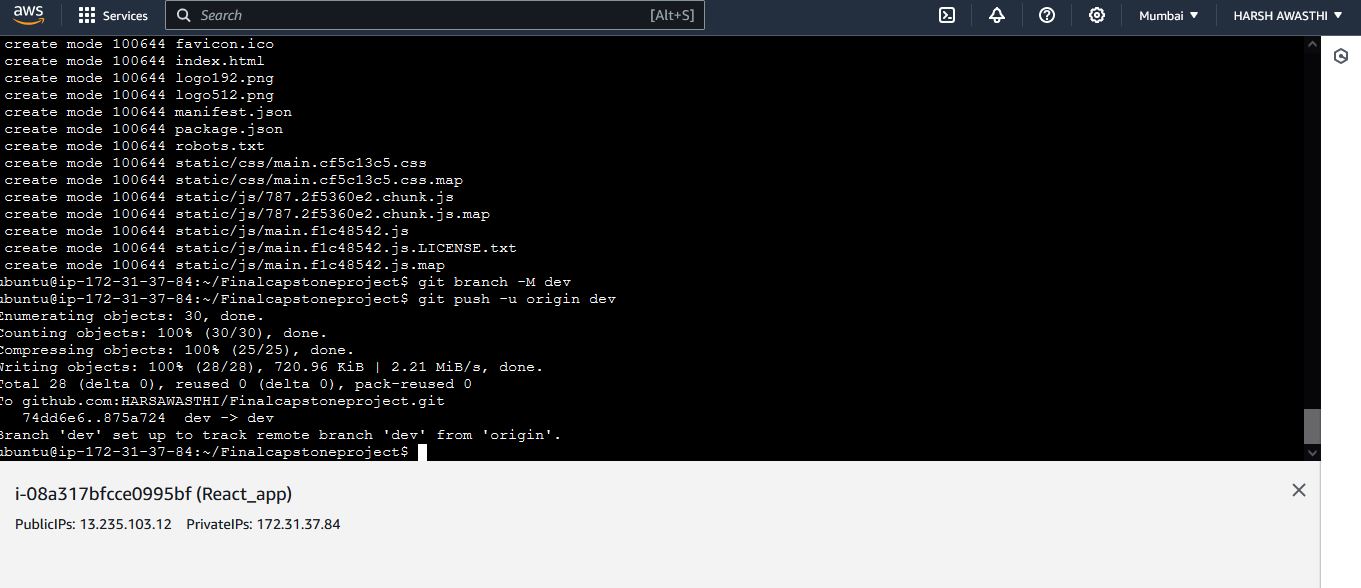 aws Services Search [Alt+S] Mumbai ▼ HARSH AWASTHI ▼
create mode 100644 favicon.ico
create mode 100644 index.html
create mode 100644 logo192.png
create mode 100644 logo512.png
create mode 100644 manifest.json
create mode 100644 package.json
create mode 100644 robots.txt
create mode 100644 static/css/main.cf5c13c5.css
create mode 100644 static/css/main.cf5c13c5.css.map
create mode 100644 static/js/787.2f5360e2.chunk.js
create mode 100644 static/js/787.2f5360e2.chunk.js.map
create mode 100644 static/js/main.f1c48542.js
create mode 100644 static/js/main.f1c48542.js.LICENSE.txt
create mode 100644 static/js/main.f1c48542.js.map
ubuntu@ip-172-31-37-84:~/Finalcapstoneproject$ git branch -M dev
ubuntu@ip-172-31-37-84:~/Finalcapstoneproject$ git push -u origin dev
Enumerating objects: 30, done.
Counting objects: 100% (30/30), done.
Compressing objects: 100% (25/25), done.
Writing objects: 100% (28/28), 720.96 KiB | 2.21 MiB/s, done.
Total 28 (delta 0), reused 0 (delta 0), pack-reused 0
To github.com:HARSAWASTHI/Finalcapstoneproject.git
74dd6e6..875a724 dev -> dev
Branch 'dev' set up to track remote branch 'dev' from 'origin'.
ubuntu@ip-172-31-37-84:~/Finalcapstoneproject$
i-08a317bfcce0995bf (React_app)
PublicIPs: 13.235.103.12 PrivateIPs: 172.31.37.84